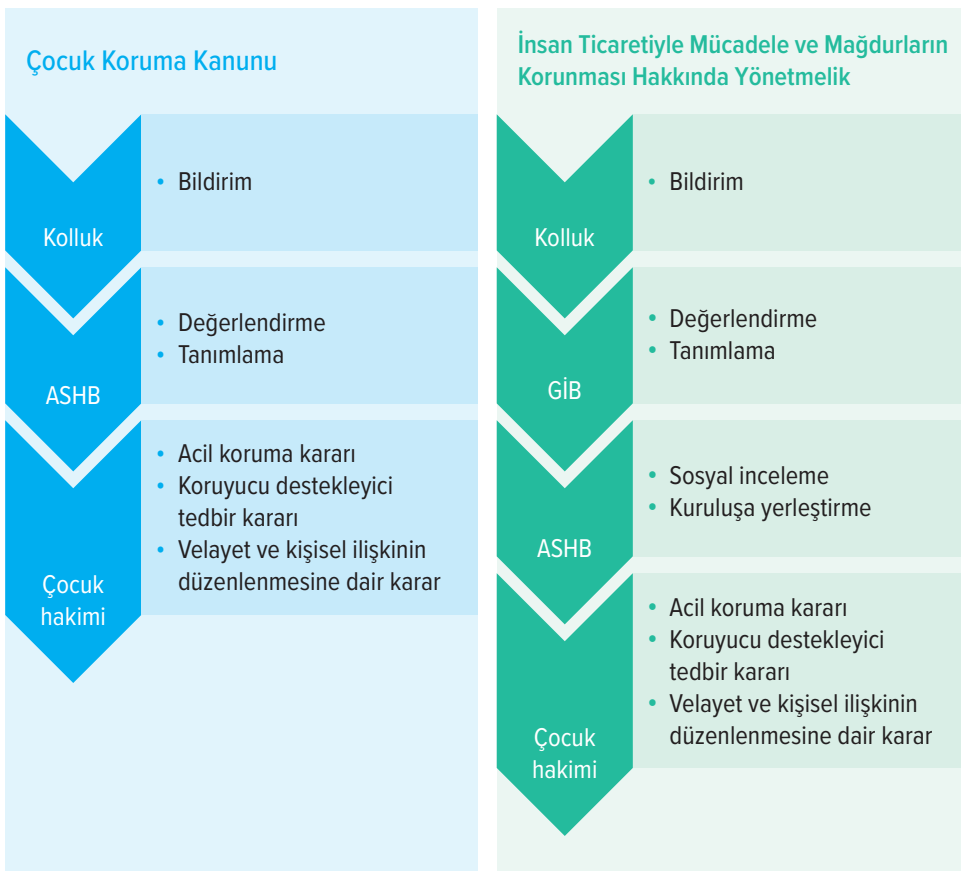 Çocuk Koruma Kanunu
Kolluk
• Bildirim
ASHB
• Değerlendirme
• Tanımlama
Çocuk
hakimi
• Acil koruma kararı
• Koruyucu destekleyici
tedbir kararı
• Velayet ve kişisel ilişkinin
düzenlenmesine dair karar
İnsan Ticaretiyle Mücadele ve Mağdurların
Korunması Hakkında Yönetmelik
Kolluk
• Bildirim
GİB
• Değerlendirme
• Tanımlama
ASHB
• Sosyal inceleme
• Kuruluşa yerleştirme
Çocuk
hakimi
• Acil koruma kararı
• Koruyucu destekleyici
tedbir kararı
• Velayet ve kişisel ilişkinin
düzenlenmesine dair karar